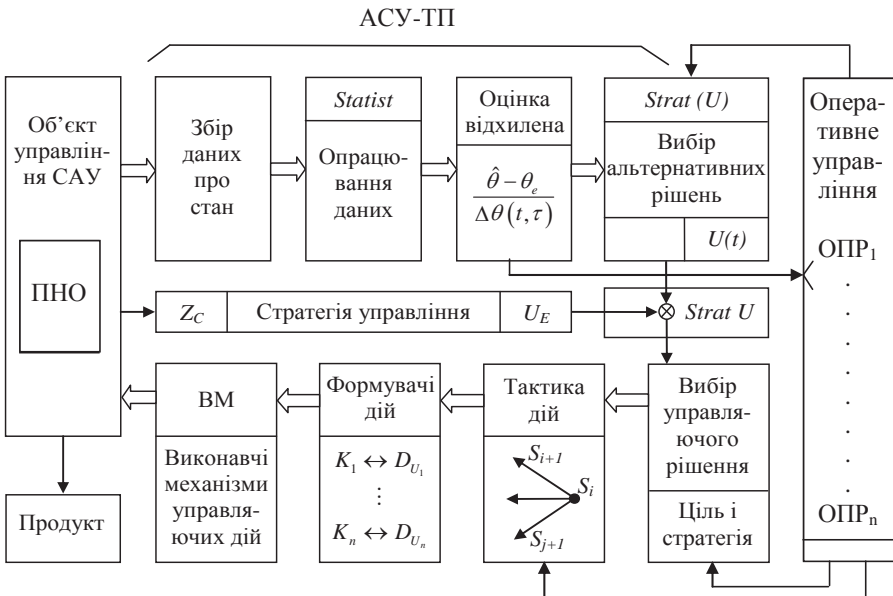 АСУ-ТП
Об’єкт
управлін-
ня САУ
ПНО
Збір
даних
про
стан
Statist
Опрацю-
вання
даних
Оцінка
відхилена
θ̂ – θe
Δθ(t, τ)
Strat (U)
Вибір
альтернативних
рішень
U(t)
Опера-
тивне
управ-
ління
ОПР1
.
.
.
.
.
.
.
.
ОПРn
ZC
Стратегія управління
UE
⊗ Strat U
ВМ
Виконавчі
механізми
управля-
ючих дій
Формувачі
дій
K1 ↔ DU1
⋮
Kn ↔ DUn
Тактика
дій
Si+1
Si
Sj+1
Вибір
управля-
ючого
рішення
Ціль і
стратегія
Продукт